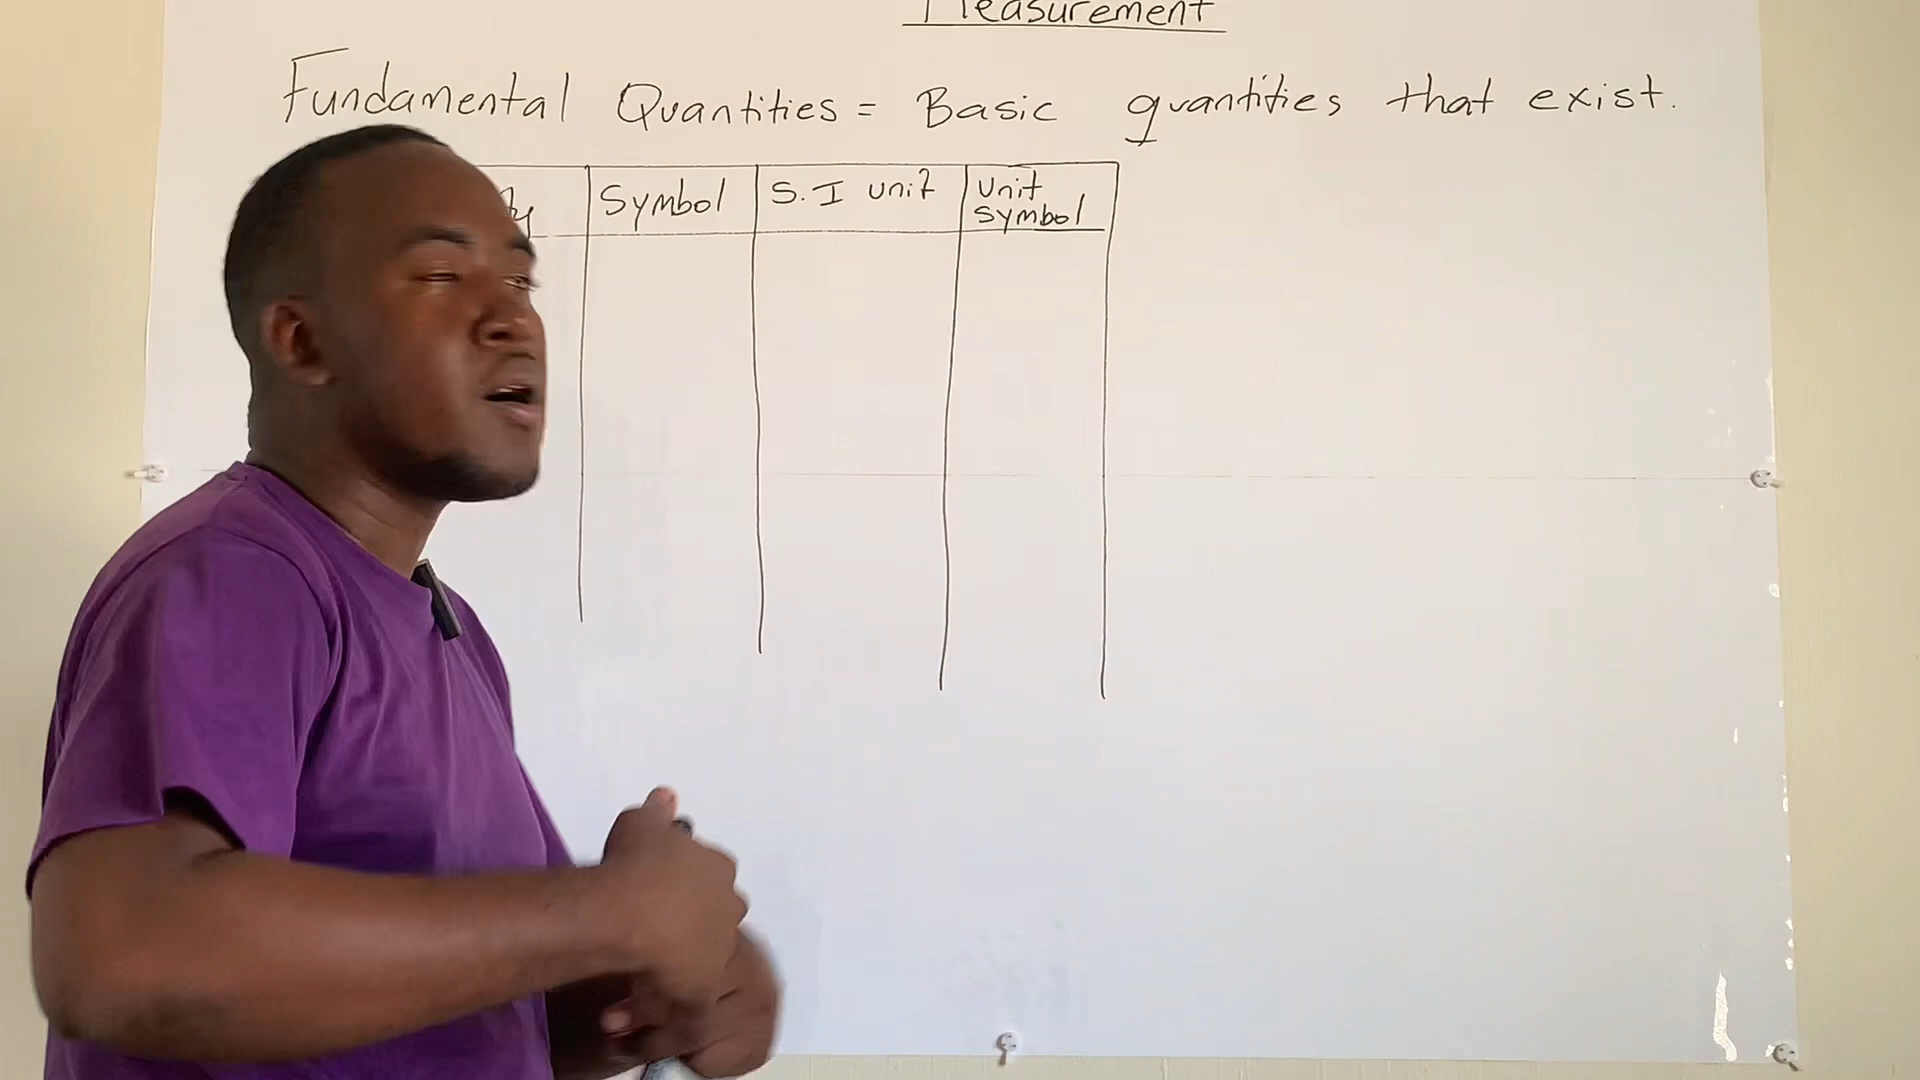 Measurement
Fundamental Quantities = Basic quantities that exist.
Symbol S. I unit Unit
symbol